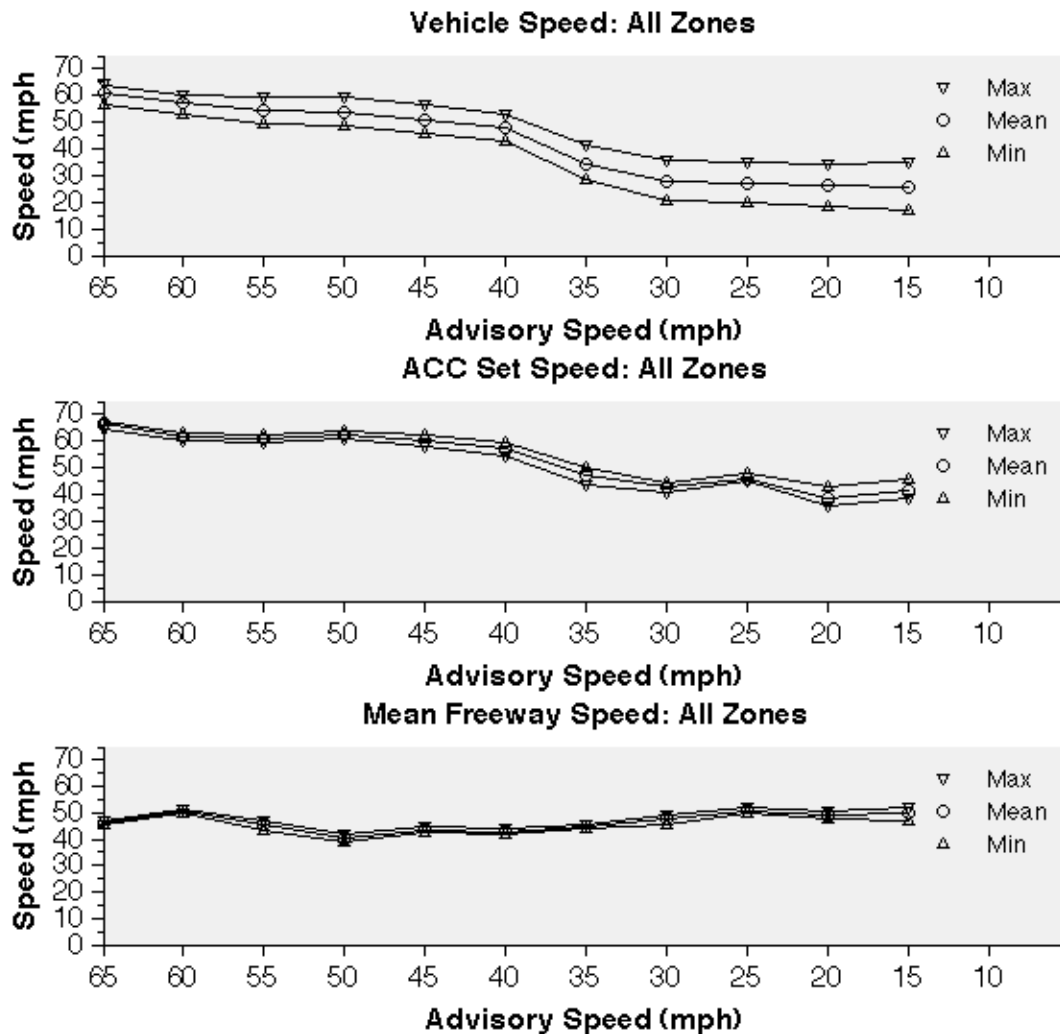 Vehicle Speed: All Zones
Speed (mph
70
60
50
40
30
20
10
0
Max
Mean
Min
65 60 55 50 45 40 35 30 25 20 15 10
Advisory Speed (mph)
ACC Set Speed: All Zones
Speed (mph
70
60
50
40
30
20
10
0
Max
Mean
Min
65 60 55 50 45 40 35 30 25 20 15 10
Advisory Speed (mph)
Mean Freeway Speed: All Zones
Speed (mph
70
60
50
40
30
20
10
0
Max
Mean
Min
65 60 55 50 45 40 35 30 25 20 15 10
Advisory Speed (mph)